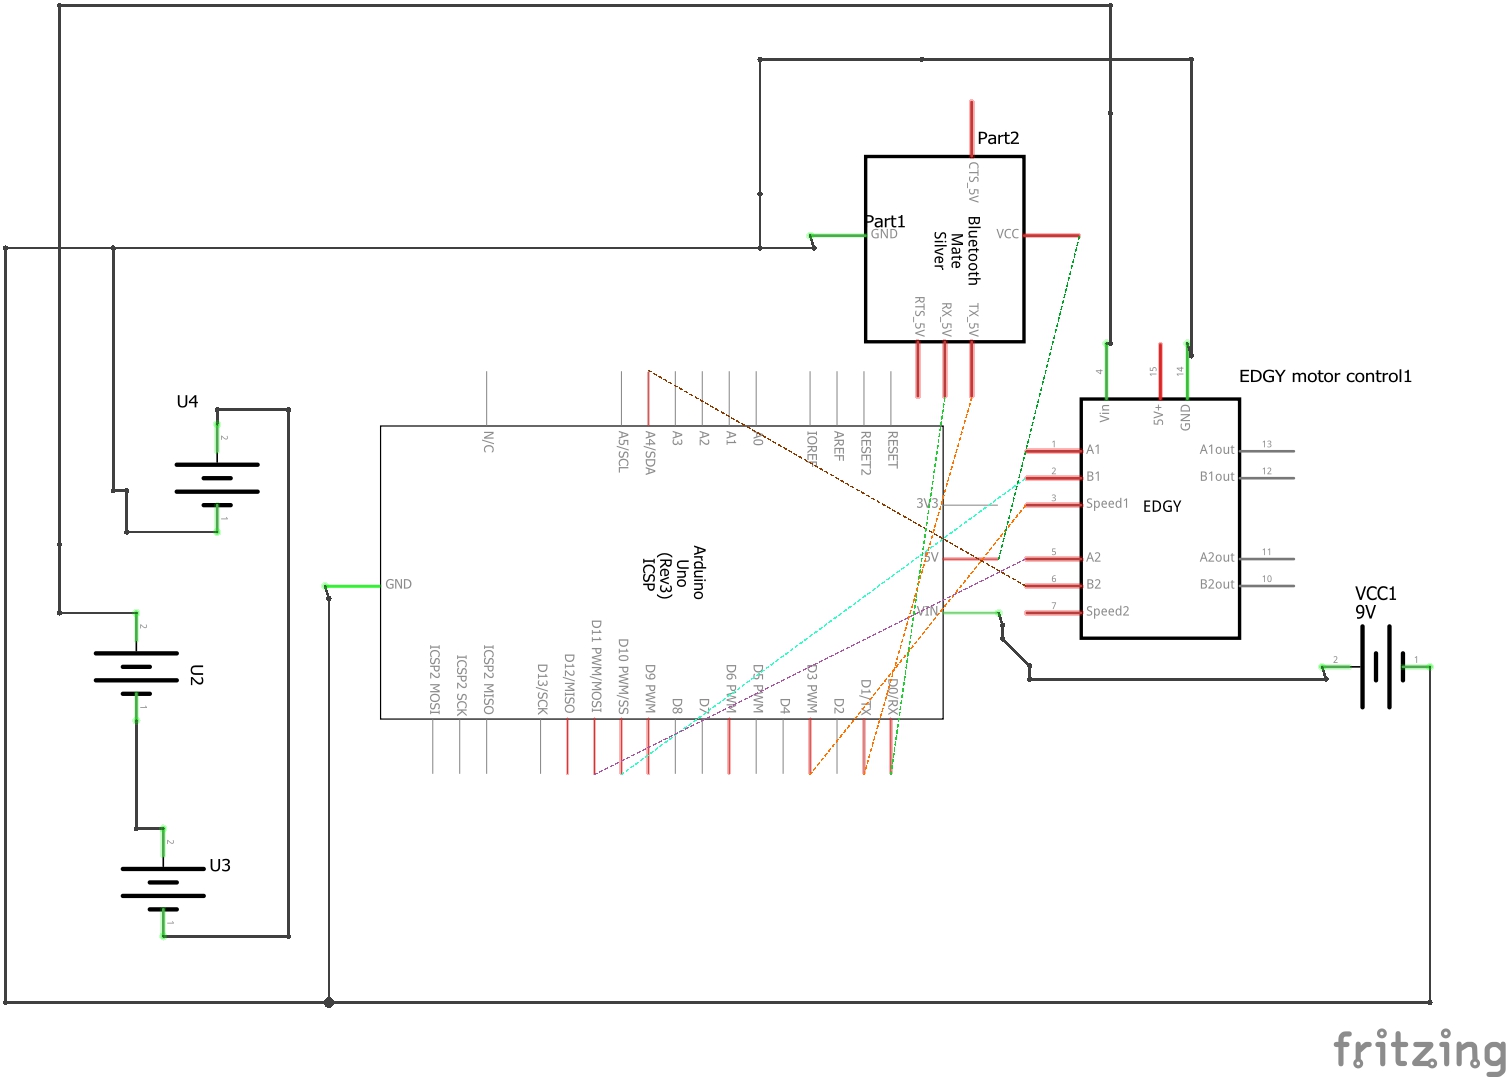 Part2
CTS_5V
Part1
GND
VCC
Bluetooth
Mate
Silver
RTS_5V
RX_5V
TX_5V
EDGY motor control1
4
15
14
Vin
5V+
GND
U4
2
1
N/C
A5/SCL
A4/SDA
A3
A2
A1
A0
IOREF
AREF
RESET2
RESET
3V3
5V
VIN
1
A1
2
B1
3
Speed1
5
A2
6
B2
7
Speed2
EDGY
A1out
13
B1out
12
A2out
11
B2out
10
GND
Arduino
Uno
(Rev3)
ICSP
VCC1
9V
2
1
2
U2
1
ICSP2 MOSI
ICSP2 SCK
ICSP2 MISO
D13/SCK
D12/MISO
D11 PWM/MOSI
D10 PWM/SS
D9 PWM
D8
D7
D6 PWM
D5 PWM
D4
D3 PWM
D2
D1/TX
D0/RX
2
U3
1
fritzing